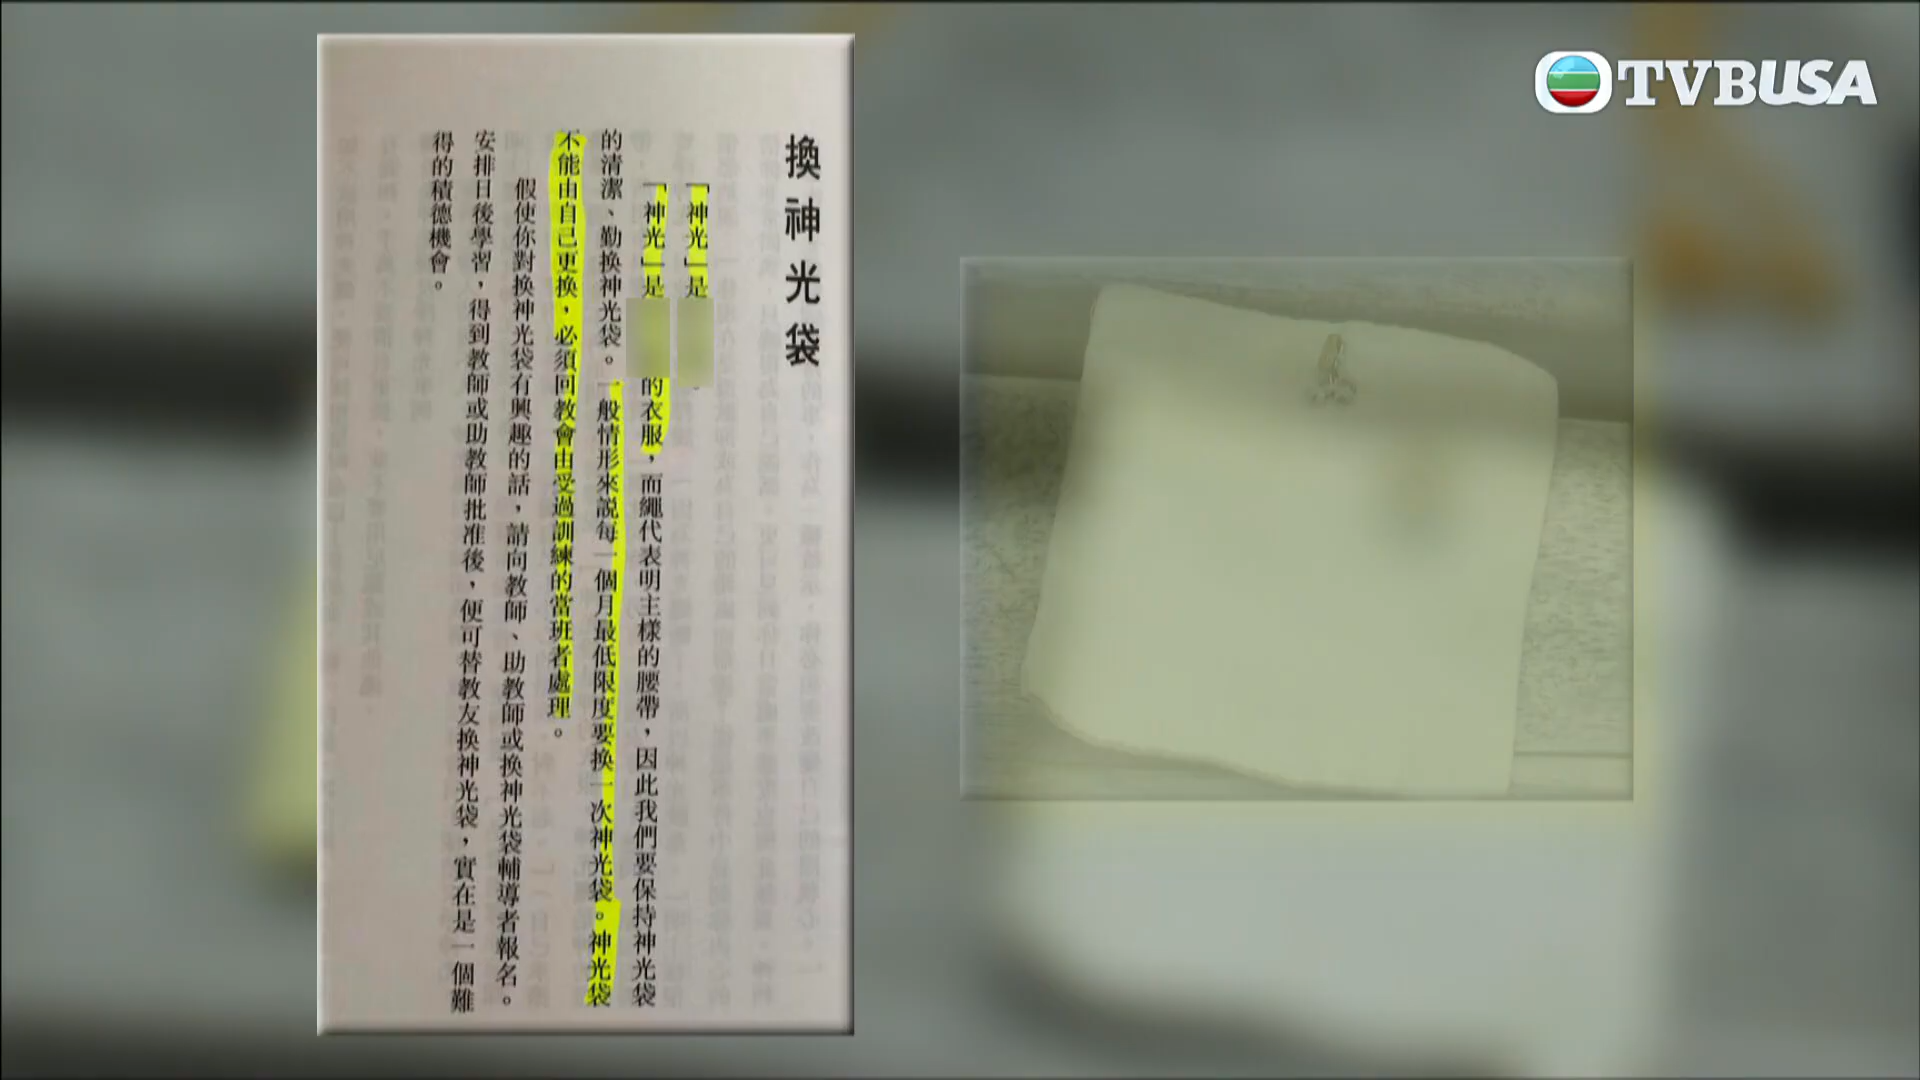 TVBUSA
換神光袋
「神光」是
「神光」是 的衣服，而繩代表明主樣的腰帶，因此我們要保持神光袋
的清潔、勤換神光袋。一般情形來説每一個月最低限度要換一次神光袋。神光袋
不能由自己更換，必須回教會由受過訓練的當班者處理。
假使你對換神光袋有興趣的話，請向教師、助教師或換神光袋輔導者報名。
安排日後學習，得到教師或助教師批准後，便可替教友換神光袋，實在是一個難
得的積德機會。